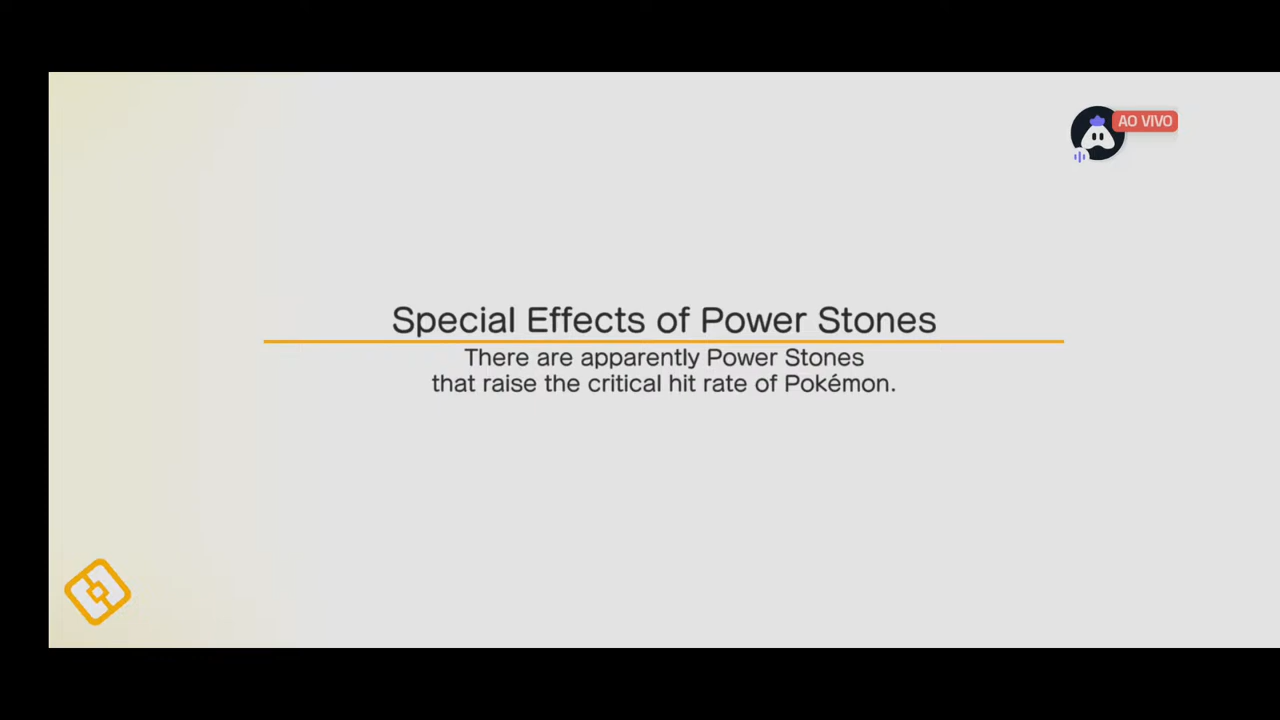 AO VIVO
Special Effects of Power Stones
There are apparently Power Stones
that raise the critical hit rate of Pokémon.